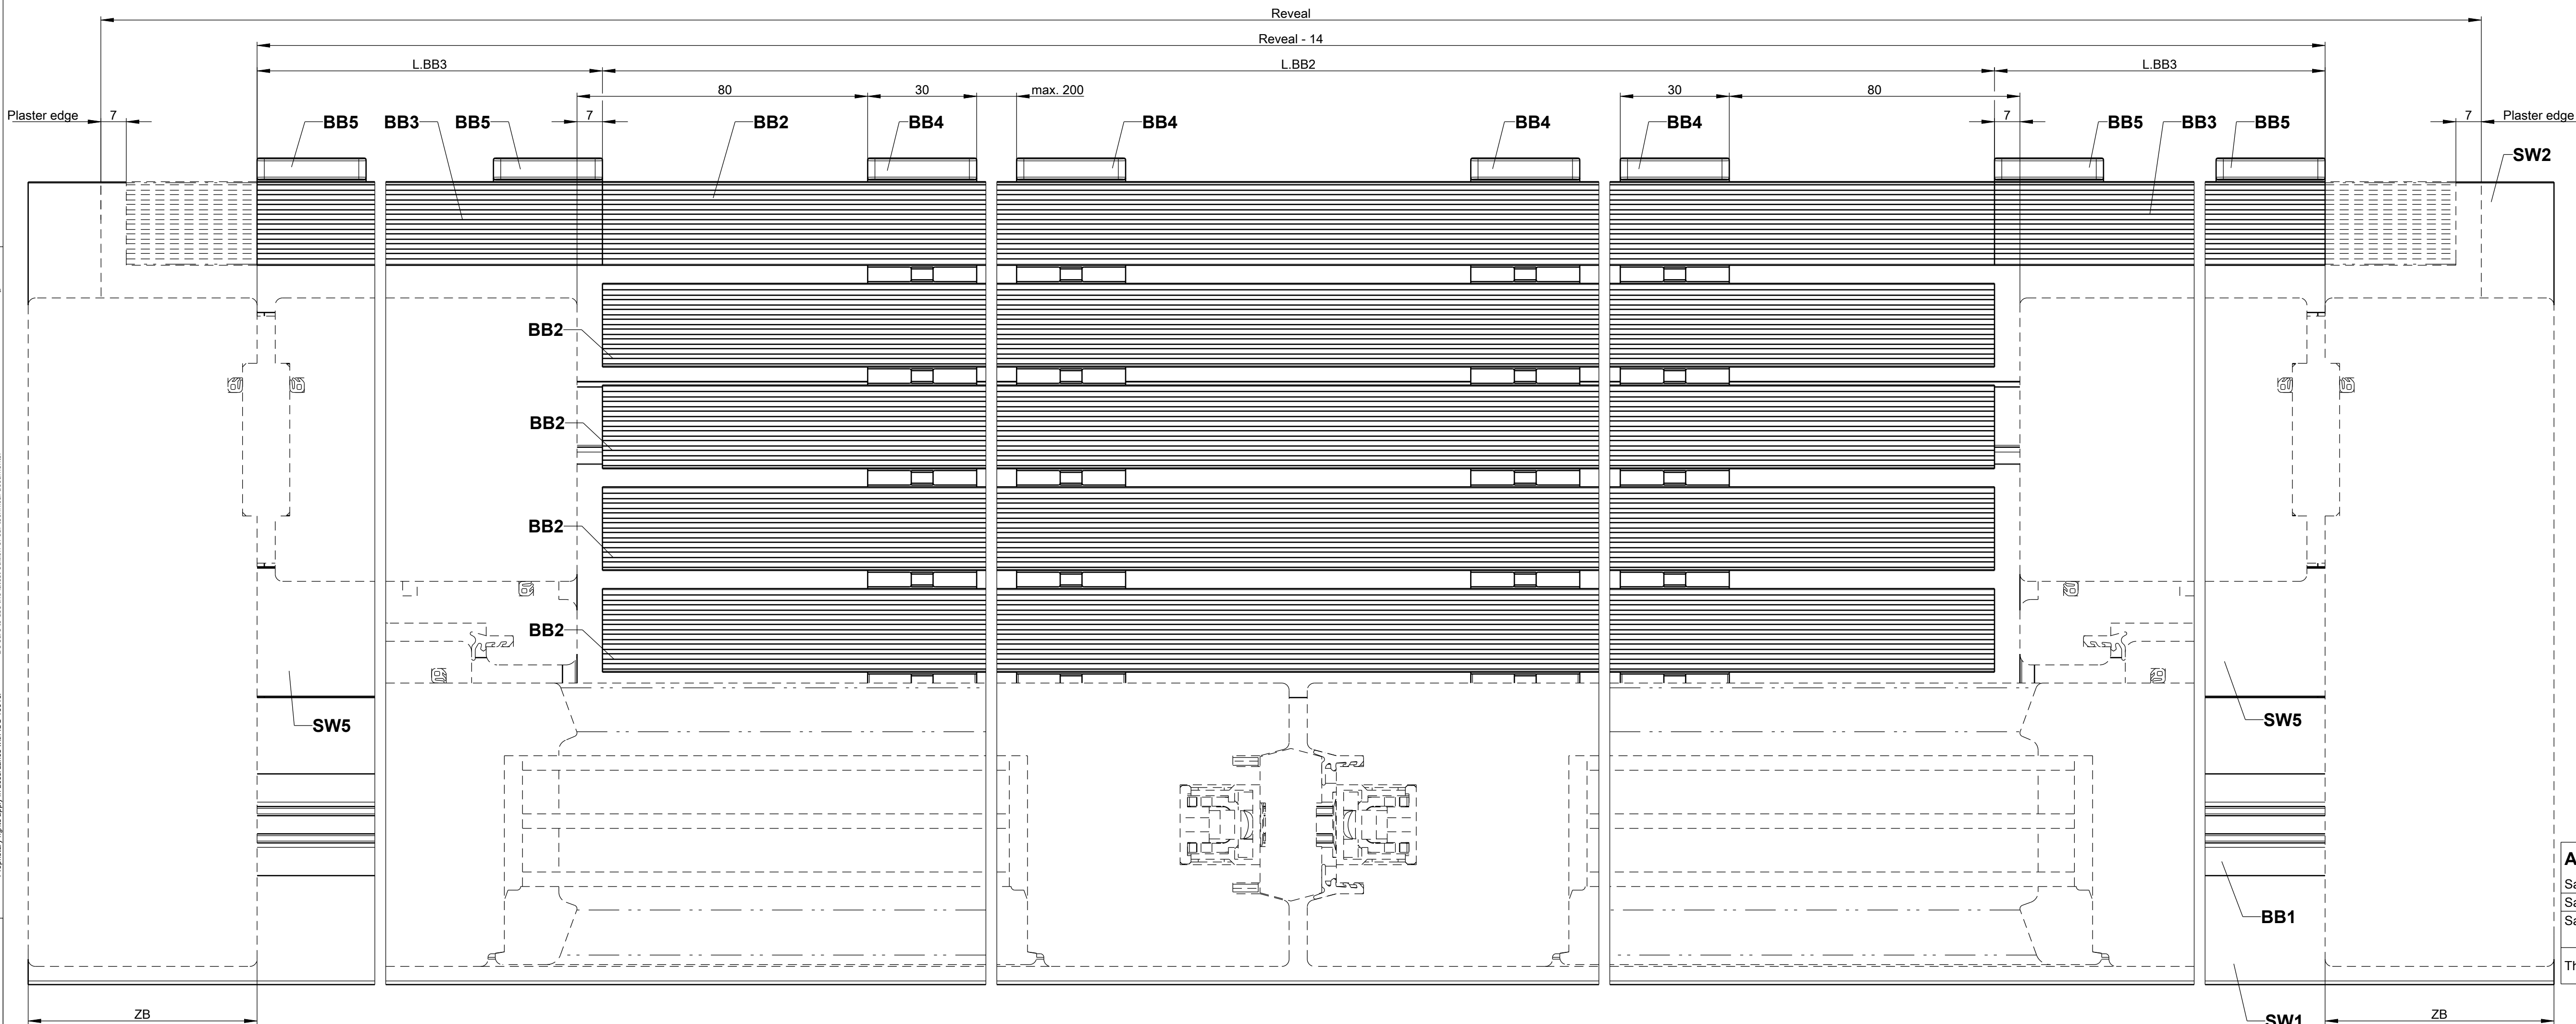 Reveal
Reveal - 14
L.BB3 L.BB2 L.BB3
80 30 max. 200 30 80
Plaster edge 7 7 7 7 Plaster edge
BB5 BB3 BB5 BB2 BB4 BB4 BB4 BB4 BB5 BB3 BB5
SW2
BB2
BB2
BB2
BB2
SW5 SW5
BB1
SW1
ZB ZB